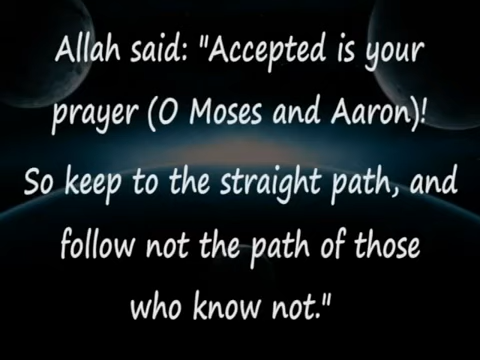 Allah said: "Accepted is your
prayer (O Moses and Aaron)!
So keep to the straight path, and
follow not the path of those
who know not."